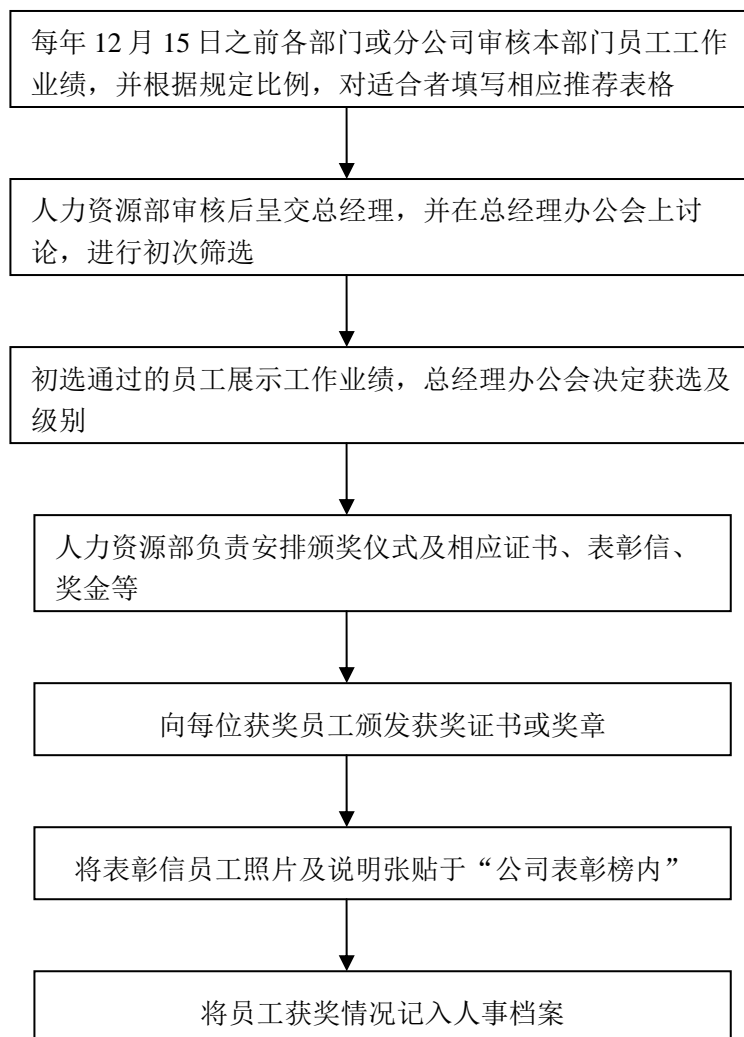 每年 12 月 15 日之前各部门或分公司审核本部门员工工作
业绩，并根据规定比例，对适合者填写相应推荐表格
人力资源部审核后呈交总经理，并在总经理办公会上讨
论，进行初次筛选
初选通过的员工展示工作业绩，总经理办公会决定获选及
级别
人力资源部负责安排颁奖仪式及相应证书、表彰信、
奖金等
向每位获奖员工颁发获奖证书或奖章
将表彰信员工照片及说明张贴于“公司表彰榜内”
将员工获奖情况记入人事档案